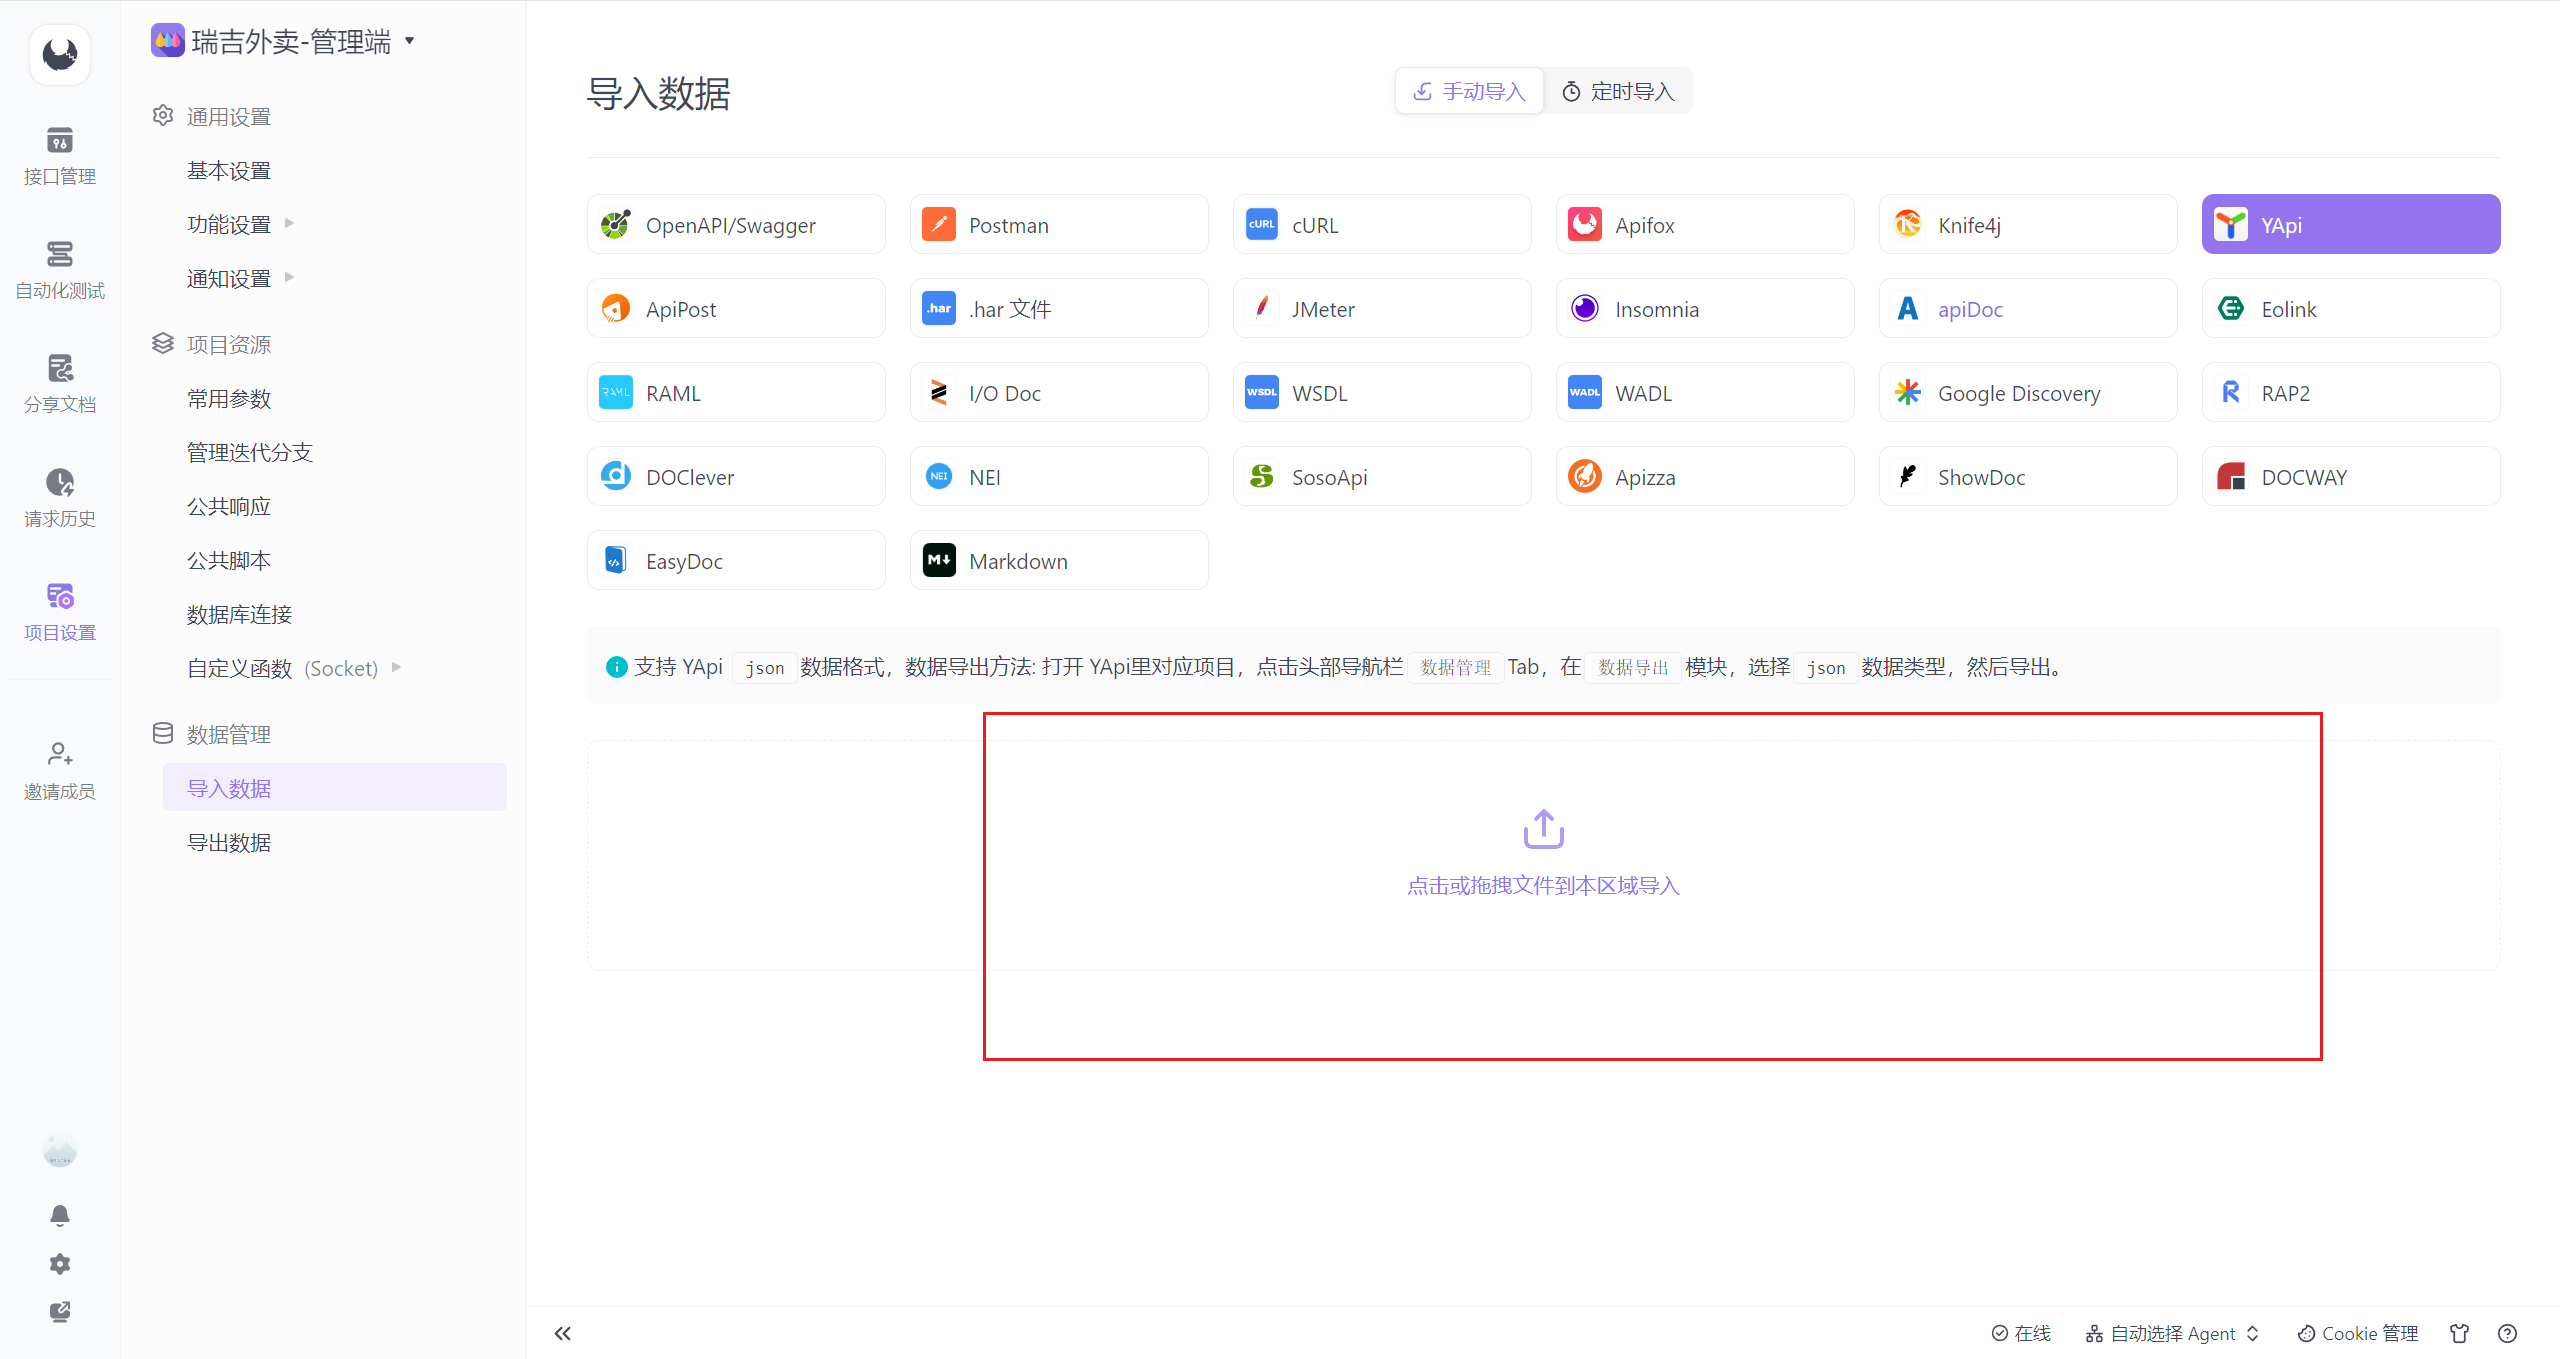 瑞吉外卖-管理端
接口管理
自动化测试
分享文档
请求历史
项目设置
邀请成员
通用设置
基本设置
功能设置
通知设置
项目资源
常用参数
管理迭代分支
公共响应
公共脚本
数据库连接
自定义函数 (Socket)
数据管理
导入数据
导出数据
导入数据
手动导入 定时导入
OpenAPI/Swagger Postman cURL cURL Apifox Knife4j YApi
ApiPost .har .har 文件 JMeter Insomnia apiDoc Eolink
RAML RAML I/O Doc WSDL WSDL WADL WADL Google Discovery RAP2
DOClever NEI NEI SosoApi Apizza ShowDoc DOCWAY
EasyDoc Markdown
支持 YApi json 数据格式，数据导出方法: 打开 YApi里对应项目，点击头部导航栏 数据管理 Tab，在 数据导出 模块，选择 json 数据类型，然后导出。
点击或拖拽文件到本区域导入
在线 自动选择 Agent Cookie 管理